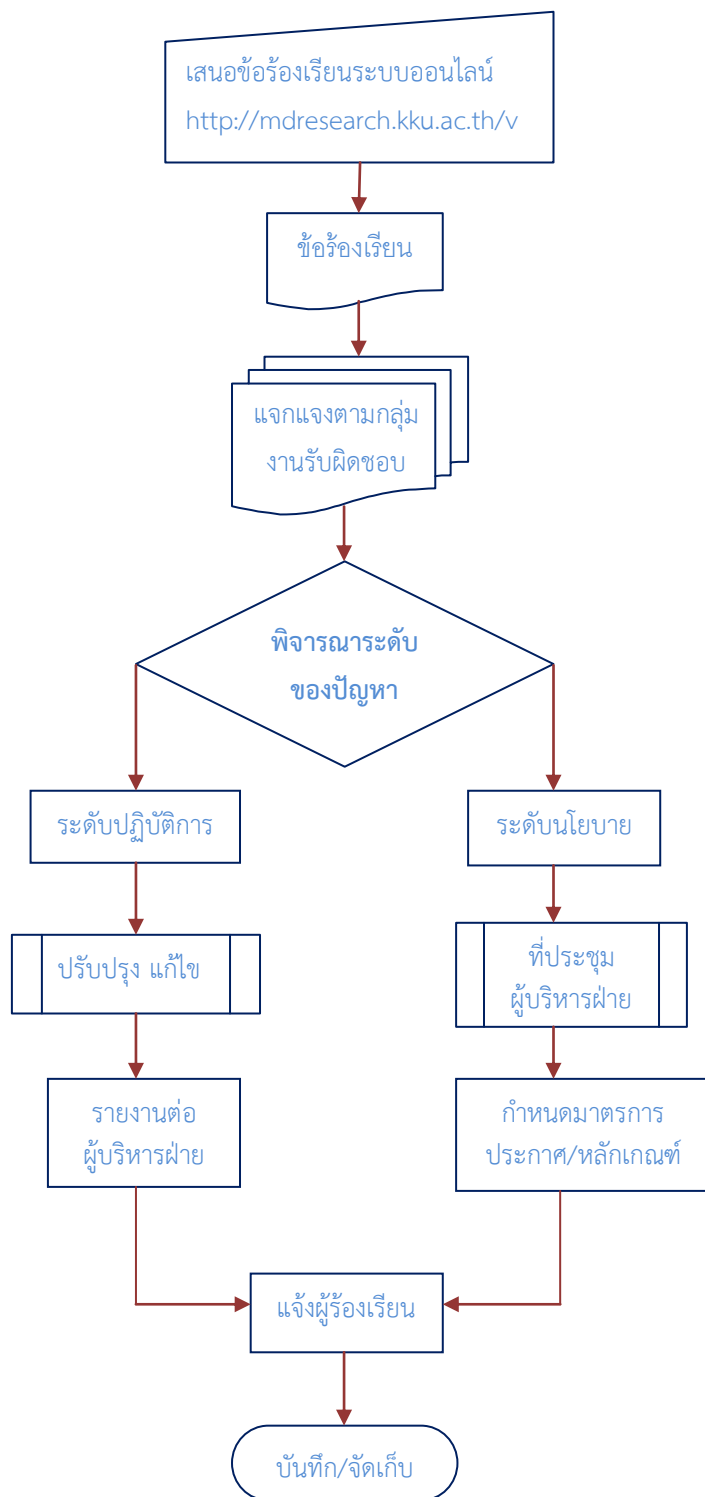 เสนอข้อร้องเรียนระบบออนไลน์
http://mdresearch.kku.ac.th/v
ข้อร้องเรียน
แจกแจงตามกลุ่ม
งานรับผิดชอบ
พิจารณาระดับ
ของปัญหา
ระดับปฏิบัติการ
ระดับนโยบาย
ปรับปรุง แก้ไข
ที่ประชุม
ผู้บริหารฝ่าย
รายงานต่อ
ผู้บริหารฝ่าย
กำหนดมาตรการ
ประกาศ/หลักเกณฑ์
แจ้งผู้ร้องเรียน
บันทึก/จัดเก็บ